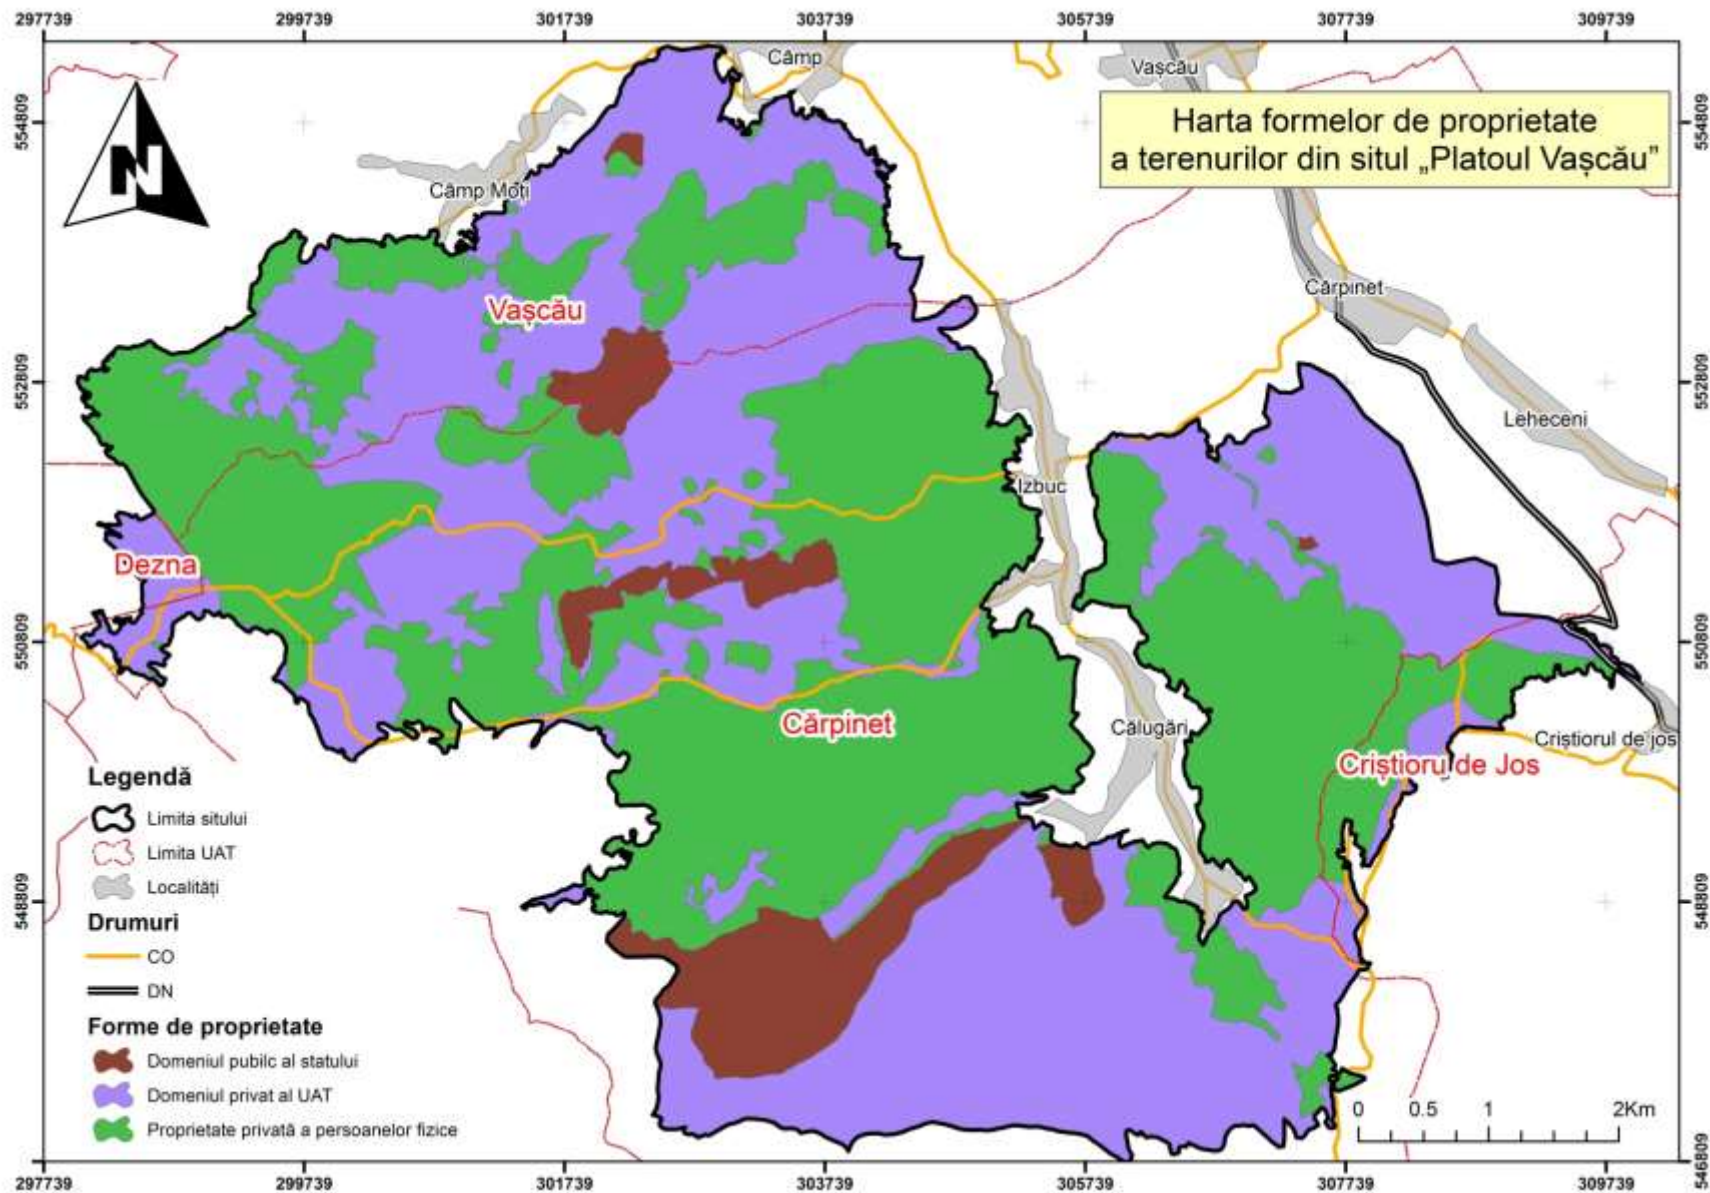 297739 299739 301739 303739 305739 307739 309739
Câmp
Vașcău
Harta formelor de proprietate
a terenurilor din situl „Platoul Vașcău”
554809 554809
N
Câmp Moți
Cărpinet
Vașcău
552809 552809
Leheceni
Izbuc
Dezna
550809 550809
Cărpinet
Călugări
Criștiorul de jos
Criștioru de Jos
Legendă
Limita sitului
Limita UAT
Localități
548809 548809
Drumuri
CO
DN
Forme de proprietate
Domeniul pubilc al statului
Domeniul privat al UAT
Proprietate privată a persoanelor fizice
0 0.5 1 2Km
546809
297739 299739 301739 303739 305739 307739 309739